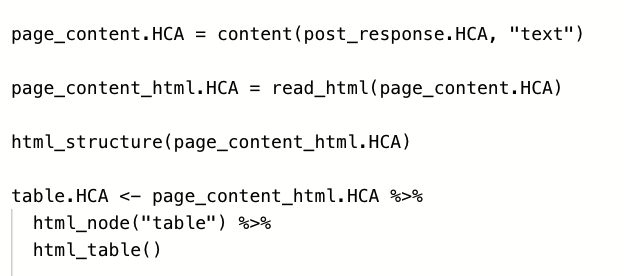 page_content.HCA = content(post_response.HCA, "text")
page_content_html.HCA = read_html(page_content.HCA)
html_structure(page_content_html.HCA)
table.HCA <- page_content_html.HCA %>%
html_node("table") %>%
html_table()